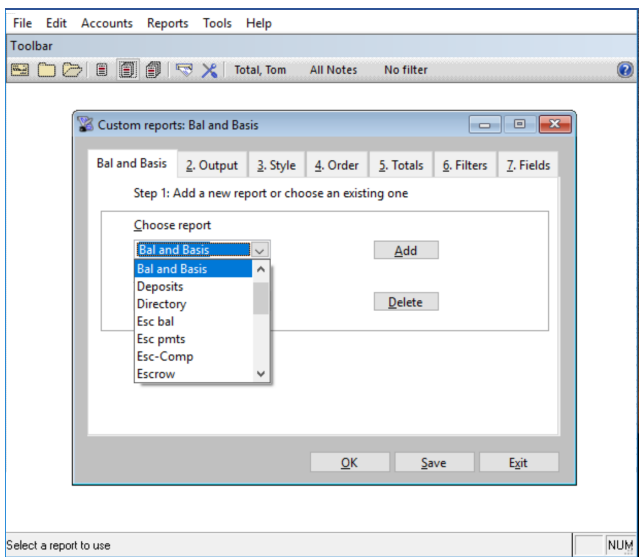 File Edit Accounts Reports Tools Help
Toolbar
Total, Tom All Notes No filter
Custom reports: Bal and Basis
Bal and Basis 2. Output 3. Style 4. Order 5. Totals 6. Filters 7. Fields
Step 1: Add a new report or choose an existing one
Choose report
Bal and Basis Add
Bal and Basis
Deposits
Directory Delete
Esc bal
Esc pmts
Esc-Comp
Escrow
OK Save Exit
Select a report to use NUM